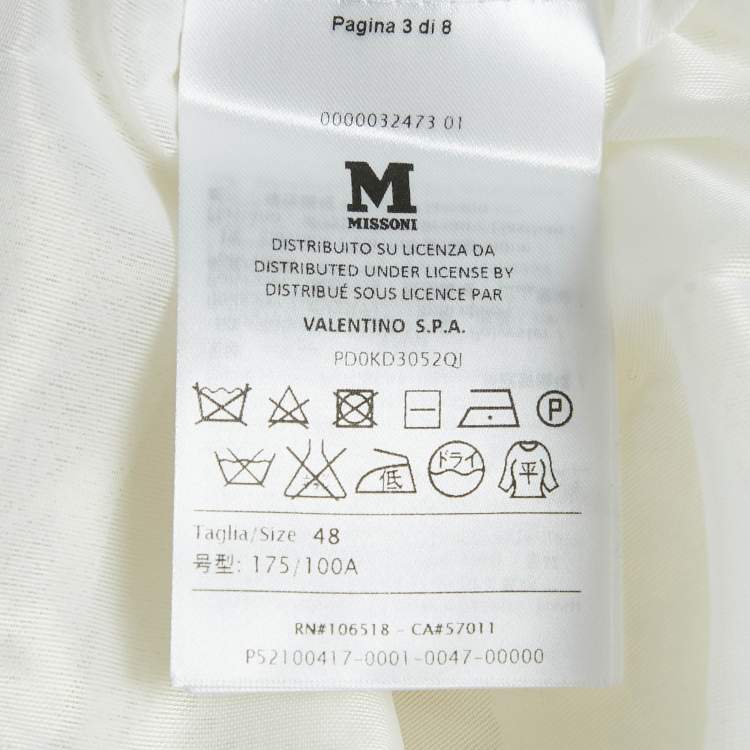 Pagina 3 di 8
0000032473 01
M
MISSONI
DISTRIBUITO SU LICENZA DA
DISTRIBUTED UNDER LICENSE BY
DISTRIBUÉ SOUS LICENCE PAR
VALENTINO S.P.A.
PD0KD3052QJ
P
低 ドライ 平
Taglia/Size 48
号型: 175/100A
RN#106518 - CA#57011
P52100417-0001-0047-00000